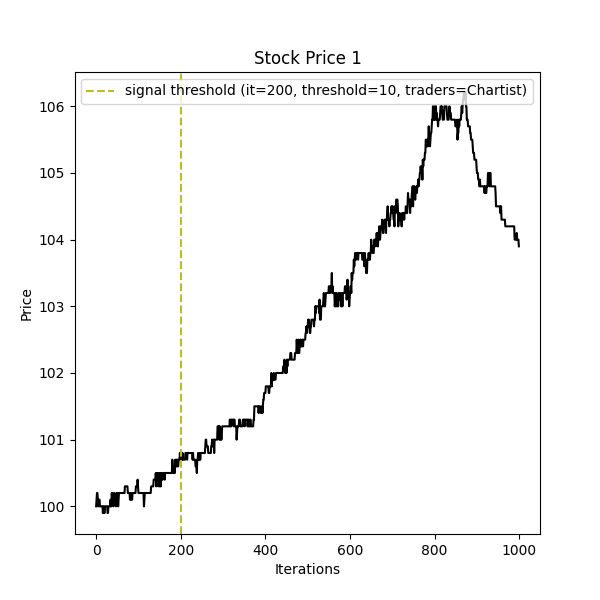 Stock Price 1
signal threshold (it=200, threshold=10, traders=Chartist)
106
105
104
103
102
101
100
Price
0 200 400 600 800 1000
Iterations